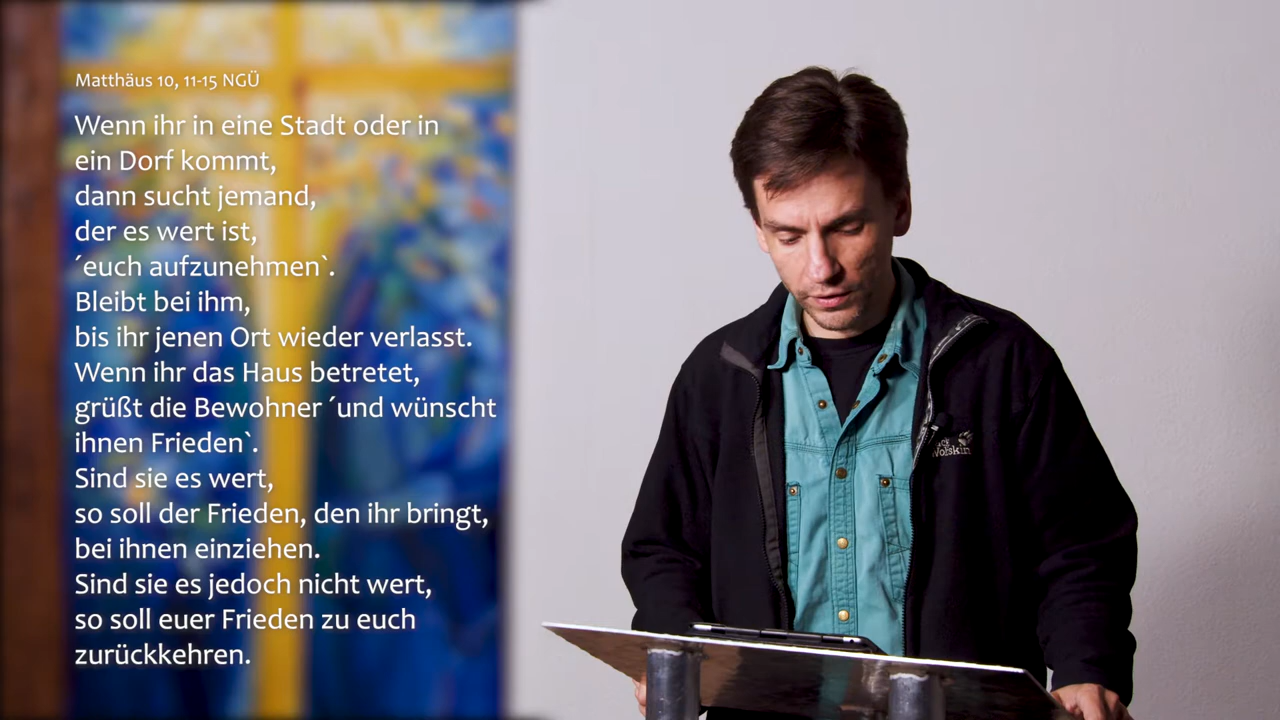 Matthäus 10, 11-15 NGÜ
Wenn ihr in eine Stadt oder in
ein Dorf kommt,
dann sucht jemand,
der es wert ist,
´euch aufzunehmen`.
Bleibt bei ihm,
bis ihr jenen Ort wieder verlasst.
Wenn ihr das Haus betretet,
grüßt die Bewohner ´und wünscht
ihnen Frieden`.
Sind sie es wert,
so soll der Frieden, den ihr bringt,
bei ihnen einziehen.
Sind sie es jedoch nicht wert,
so soll euer Frieden zu euch
zurückkehren.
Wolfskin